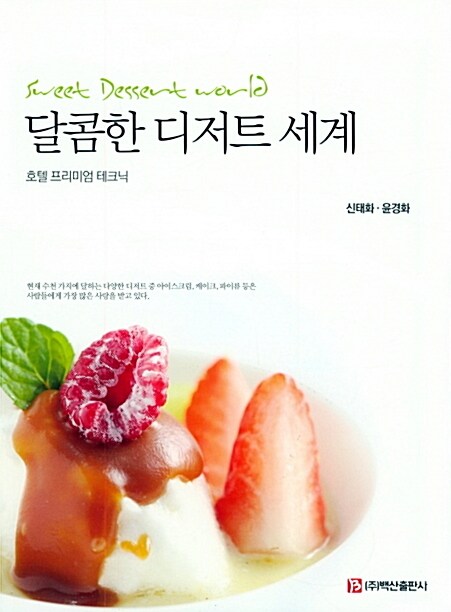 Sweet Dessert world
달콤한 디저트 세계
호텔 프리미엄 테크닉
신태화 · 윤경화
현재 수천 가지에 달하는 다양한 디저트 중 아이스크림, 케이크, 파이류 등은
사람들에게 가장 많은 사랑을 받고 있다.
(주)백산출판사